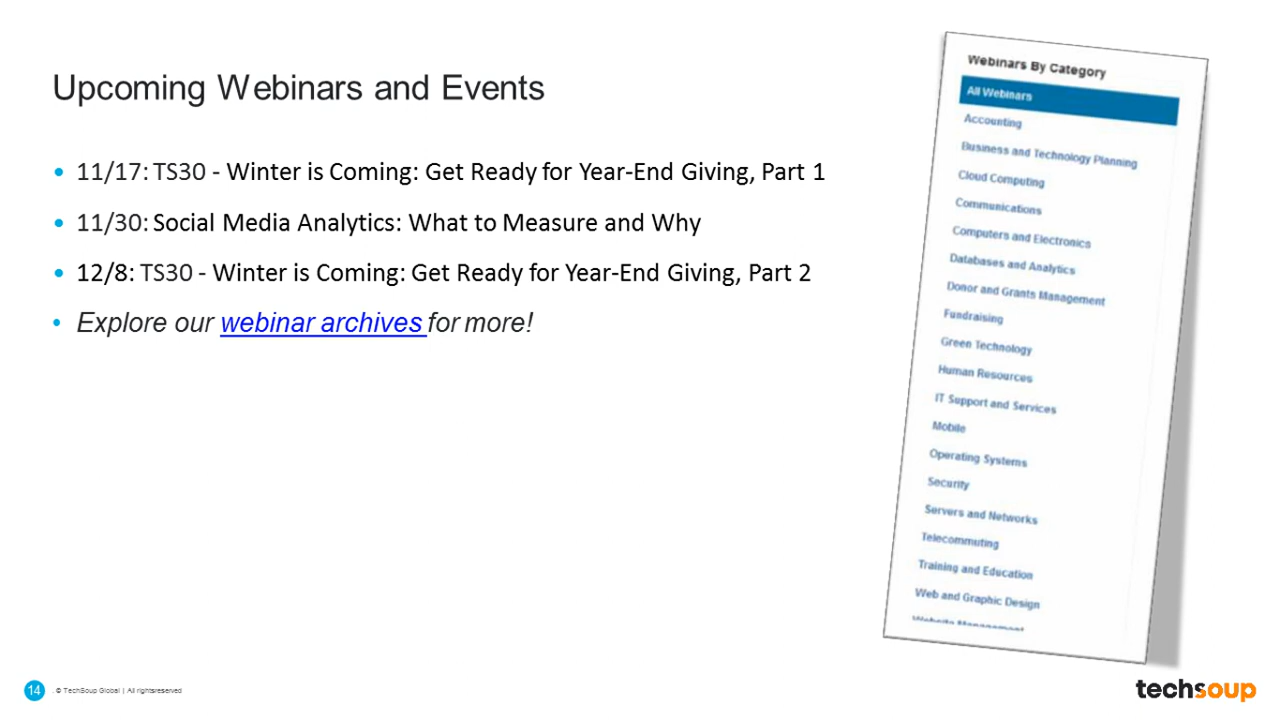 Upcoming Webinars and Events
• 11/17: TS30 - Winter is Coming: Get Ready for Year-End Giving, Part 1
• 11/30: Social Media Analytics: What to Measure and Why
• 12/8: TS30 - Winter is Coming: Get Ready for Year-End Giving, Part 2
• Explore our webinar archives for more!
Webinars By Category
All Webinars
Accounting
Business and Technology Planning
Cloud Computing
Communications
Computers and Electronics
Databases and Analytics
Donor and Grants Management
Fundraising
Green Technology
Human Resources
IT Support and Services
Mobile
Operating Systems
Security
Servers and Networks
Telecommuting
Training and Education
Web and Graphic Design
Website Management
14 . © TechSoup Global | All rightsreserved
techsoup